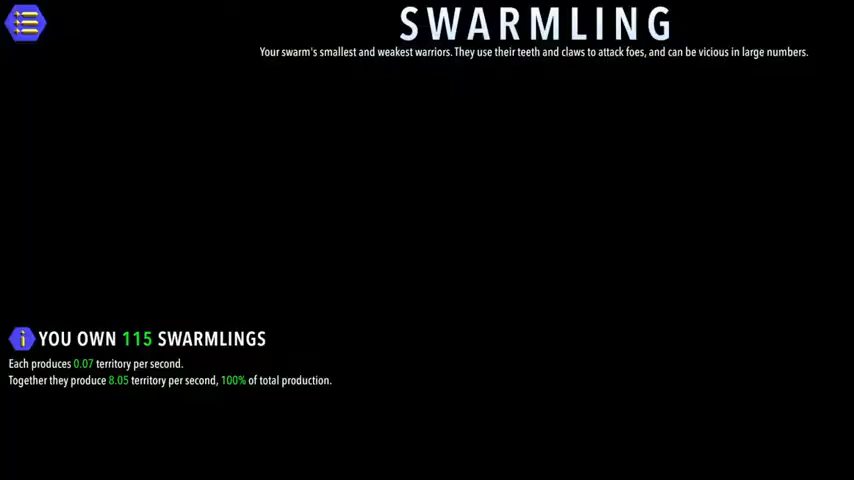 SWARMLING
Your swarm's smallest and weakest warriors. They use their teeth and claws to attack foes, and can be vicious in large numbers.
YOU OWN 115 SWARMLINGS
Each produces 0.07 territory per second.
Together they produce 8.05 territory per second, 100% of total production.